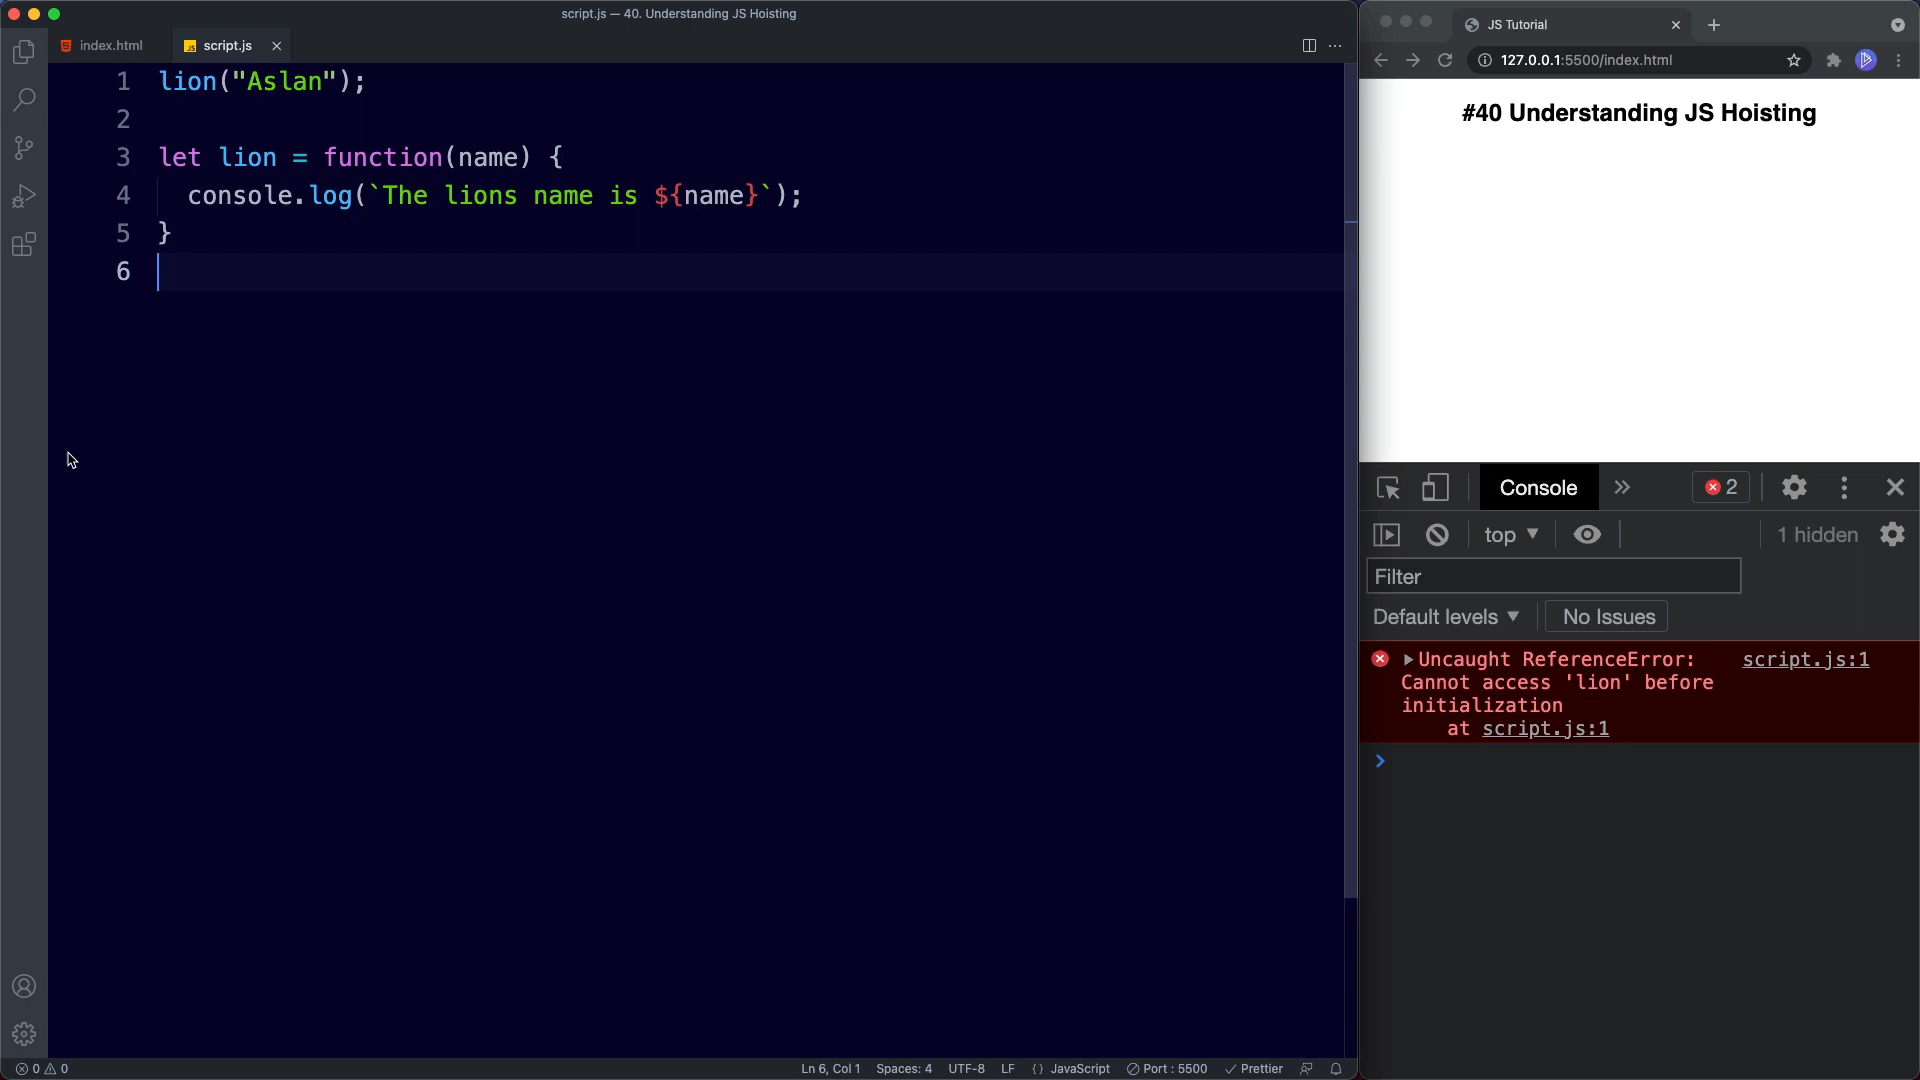 script.js — 40. Understanding JS Hoisting
index.html
script.js
1 lion("Aslan");
2
3 let lion = function(name) {
4 console.log(`The lions name is ${name}`);
5 }
6
0 0
Ln 6, Col 1 Spaces: 4 UTF-8 LF {} JavaScript Port : 5500 Prettier
JS Tutorial
127.0.0.1:5500/index.html
#40 Understanding JS Hoisting
Console
2
top
1 hidden
Filter
Default levels
No Issues
Uncaught ReferenceError: script.js:1
Cannot access 'lion' before
initialization
at script.js:1